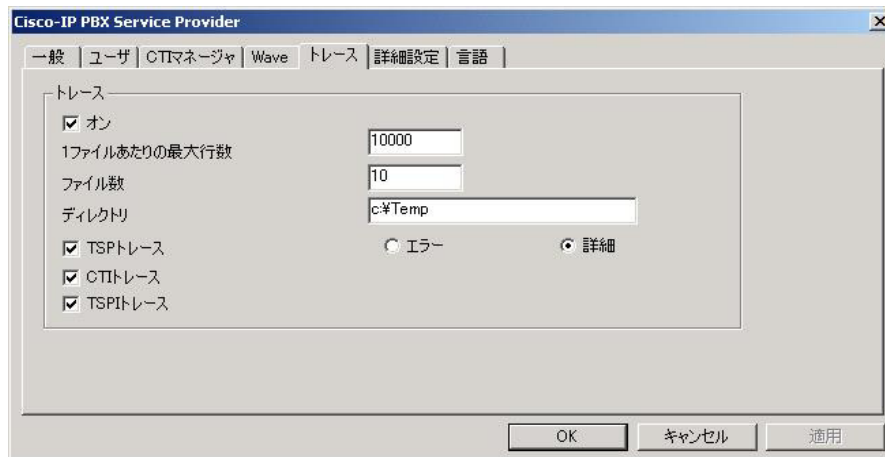 Cisco-IP PBX Service Provider
一般 ユーザ CTIマネージャ Wave トレース 詳細設定 言語
トレース
オン
1ファイルあたりの最大行数 10000
ファイル数 10
ディレクトリ c:¥Temp
TSPトレース エラー 詳細
CTIトレース
TSPIトレース
OK キャンセル 適用